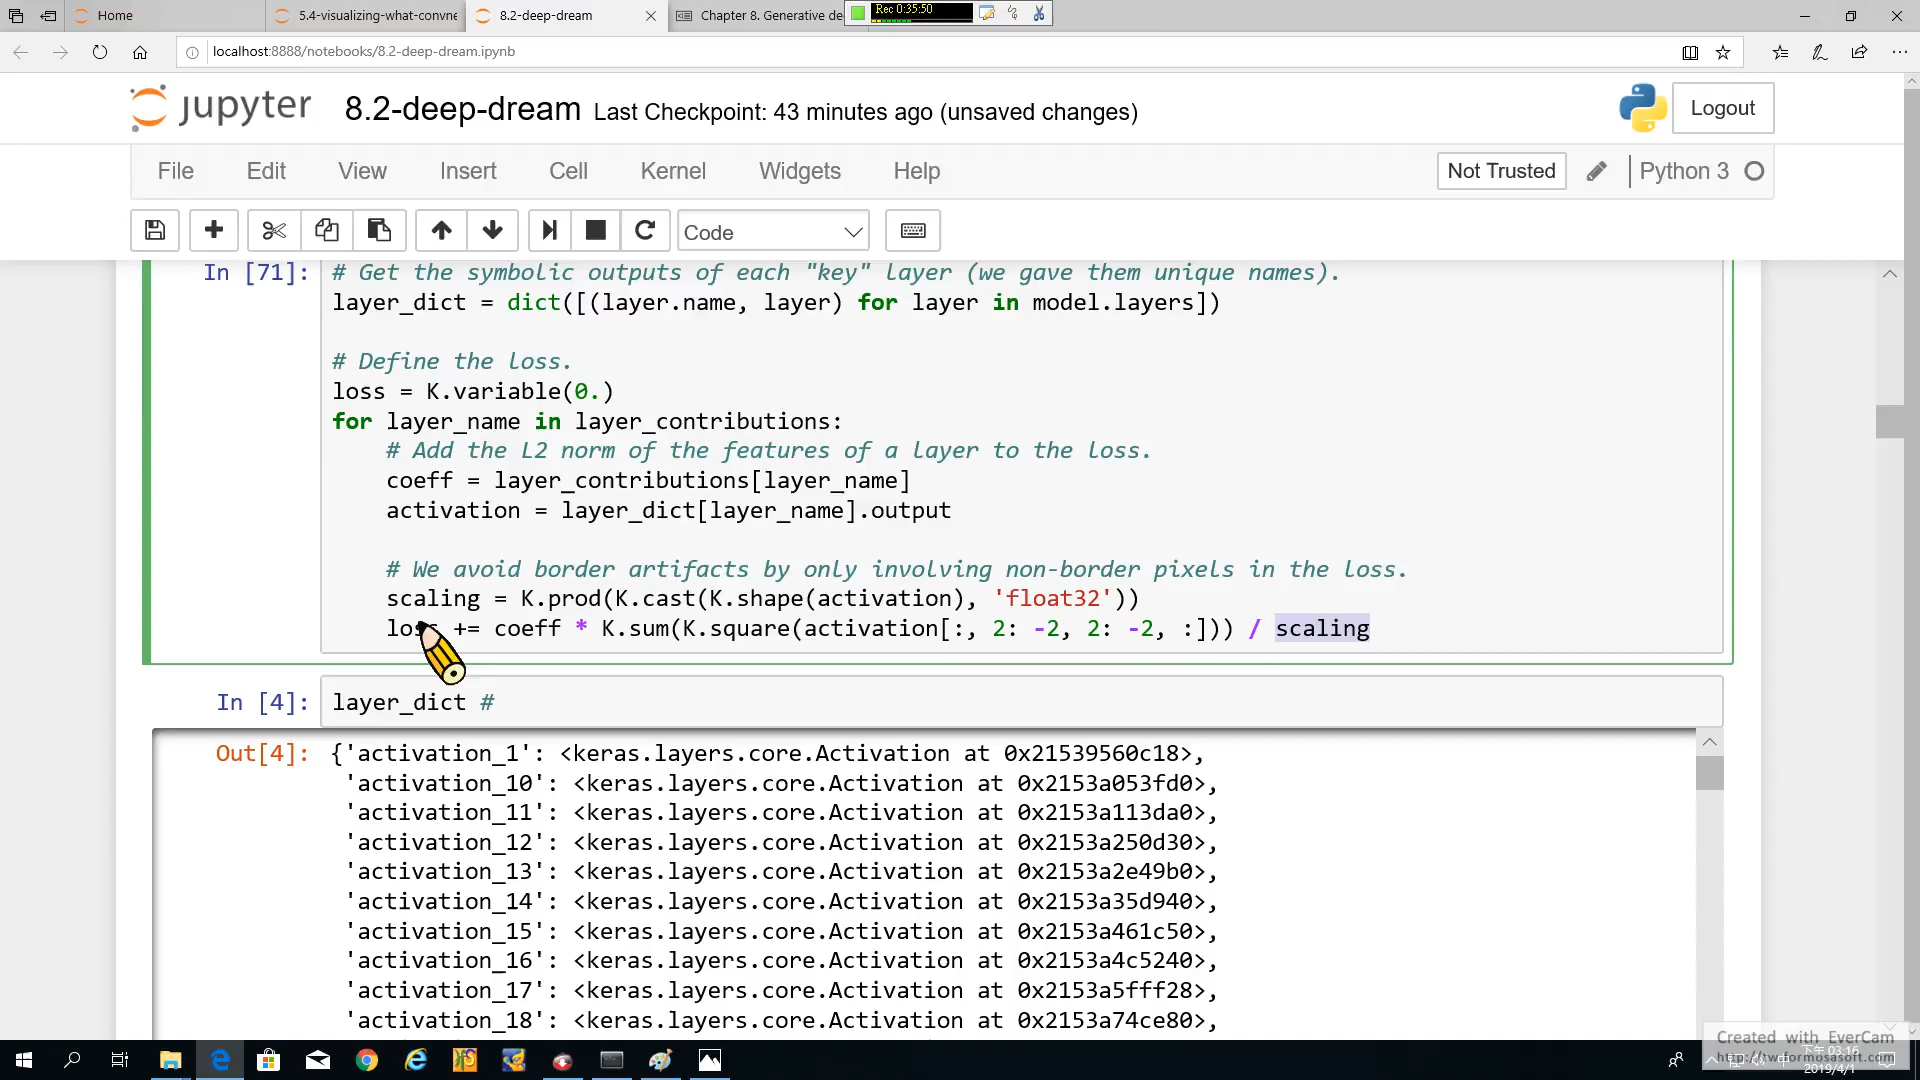 Home
5.4-visualizing-what-convne
8.2-deep-dream
Chapter 8. Generative de
Rec 0:35:50
localhost:8888/notebooks/8.2-deep-dream.ipynb
jupyter 8.2-deep-dream Last Checkpoint: 43 minutes ago (unsaved changes)
Logout
File Edit View Insert Cell Kernel Widgets Help
Not Trusted
Python 3
Code
In [71]:
# Get the symbolic outputs of each "key" layer (we gave them unique names).
layer_dict = dict([(layer.name, layer) for layer in model.layers])
# Define the loss.
loss = K.variable(0.)
for layer_name in layer_contributions:
# Add the L2 norm of the features of a layer to the loss.
coeff = layer_contributions[layer_name]
activation = layer_dict[layer_name].output
# We avoid border artifacts by only involving non-border pixels in the loss.
scaling = K.prod(K.cast(K.shape(activation), 'float32'))
loss += coeff * K.sum(K.square(activation[:, 2: -2, 2: -2, :])) / scaling
In [4]: layer_dict #
Out[4]: {'activation_1': <keras.layers.core.Activation at 0x21539560c18>,
'activation_10': <keras.layers.core.Activation at 0x2153a053fd0>,
'activation_11': <keras.layers.core.Activation at 0x2153a113da0>,
'activation_12': <keras.layers.core.Activation at 0x2153a250d30>,
'activation_13': <keras.layers.core.Activation at 0x2153a2e49b0>,
'activation_14': <keras.layers.core.Activation at 0x2153a35d940>,
'activation_15': <keras.layers.core.Activation at 0x2153a461c50>,
'activation_16': <keras.layers.core.Activation at 0x2153a4c5240>,
'activation_17': <keras.layers.core.Activation at 0x2153a5fff28>,
'activation_18': <keras.layers.core.Activation at 0x2153a74ce80>,
Created with EverCam
http://tw.formosasoft.com
下午 03:16
2019/4/1